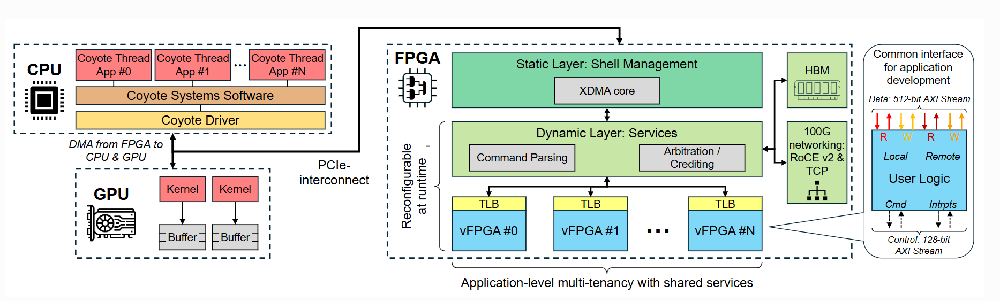 CPU
Coyote Thread
App #0
Coyote Thread
App #1
...
Coyote Thread
App #N
Coyote Systems Software
Coyote Driver
DMA from FPGA to
CPU & GPU
PCIe-
interconnect
GPU
Kernel
Kernel
Buffer
Buffer
FPGA
Static Layer: Shell Management
XDMA core
Reconfigurable
at runtime
Dynamic Layer: Services
Command Parsing
Arbitration /
Crediting
TLB
vFPGA #0
TLB
vFPGA #1
...
TLB
vFPGA #N
Application-level multi-tenancy with shared services
HBM
100G
networking:
RoCE v2 &
TCP
Common interface
for application
development
Data: 512-bit AXI Stream
R W R W
Local Remote
User Logic
Cmd Intrpts
Control: 128-bit
AXI Stream